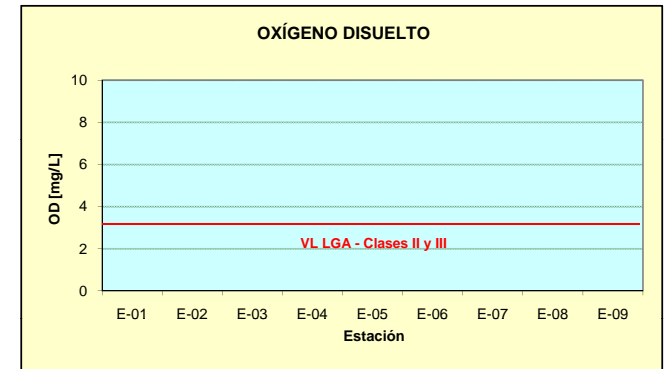 OXÍGENO DISUELTO
10
8
6
4
2
0
OD [mg/L]
VL LGA - Clases II y III
E-01 E-02 E-03 E-04 E-05 E-06 E-07 E-08 E-09
Estación